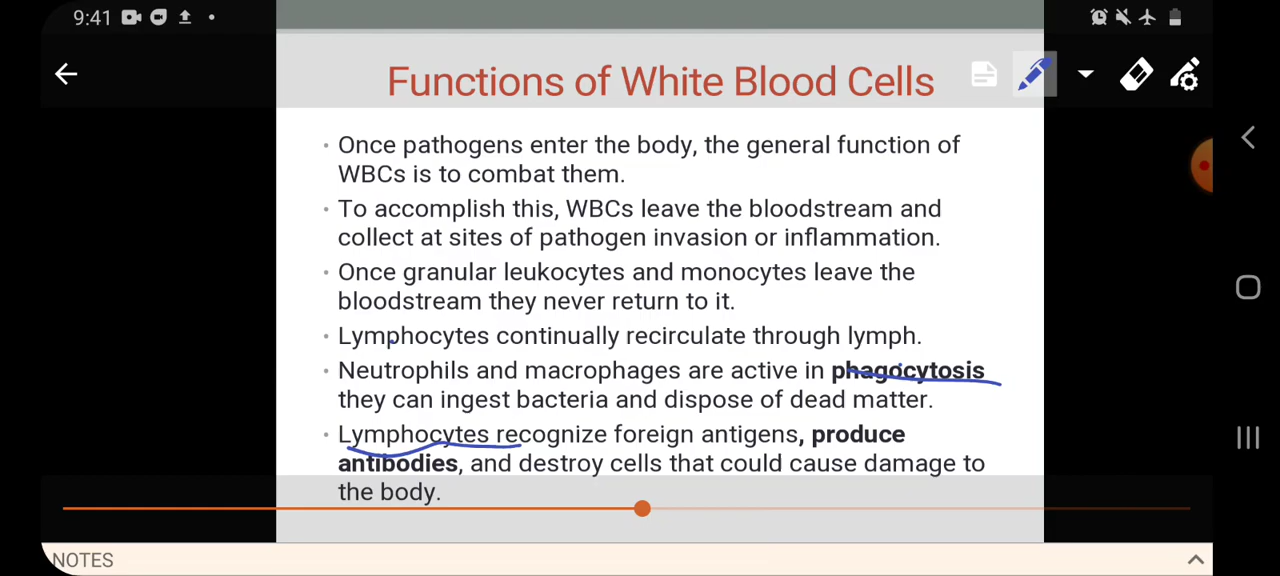 9:41
Functions of White Blood Cells
• Once pathogens enter the body, the general function of
WBCs is to combat them.
• To accomplish this, WBCs leave the bloodstream and
collect at sites of pathogen invasion or inflammation.
• Once granular leukocytes and monocytes leave the
bloodstream they never return to it.
• Lymphocytes continually recirculate through lymph.
• Neutrophils and macrophages are active in phagocytosis
they can ingest bacteria and dispose of dead matter.
• Lymphocytes recognize foreign antigens, produce
antibodies, and destroy cells that could cause damage to
the body.
NOTES